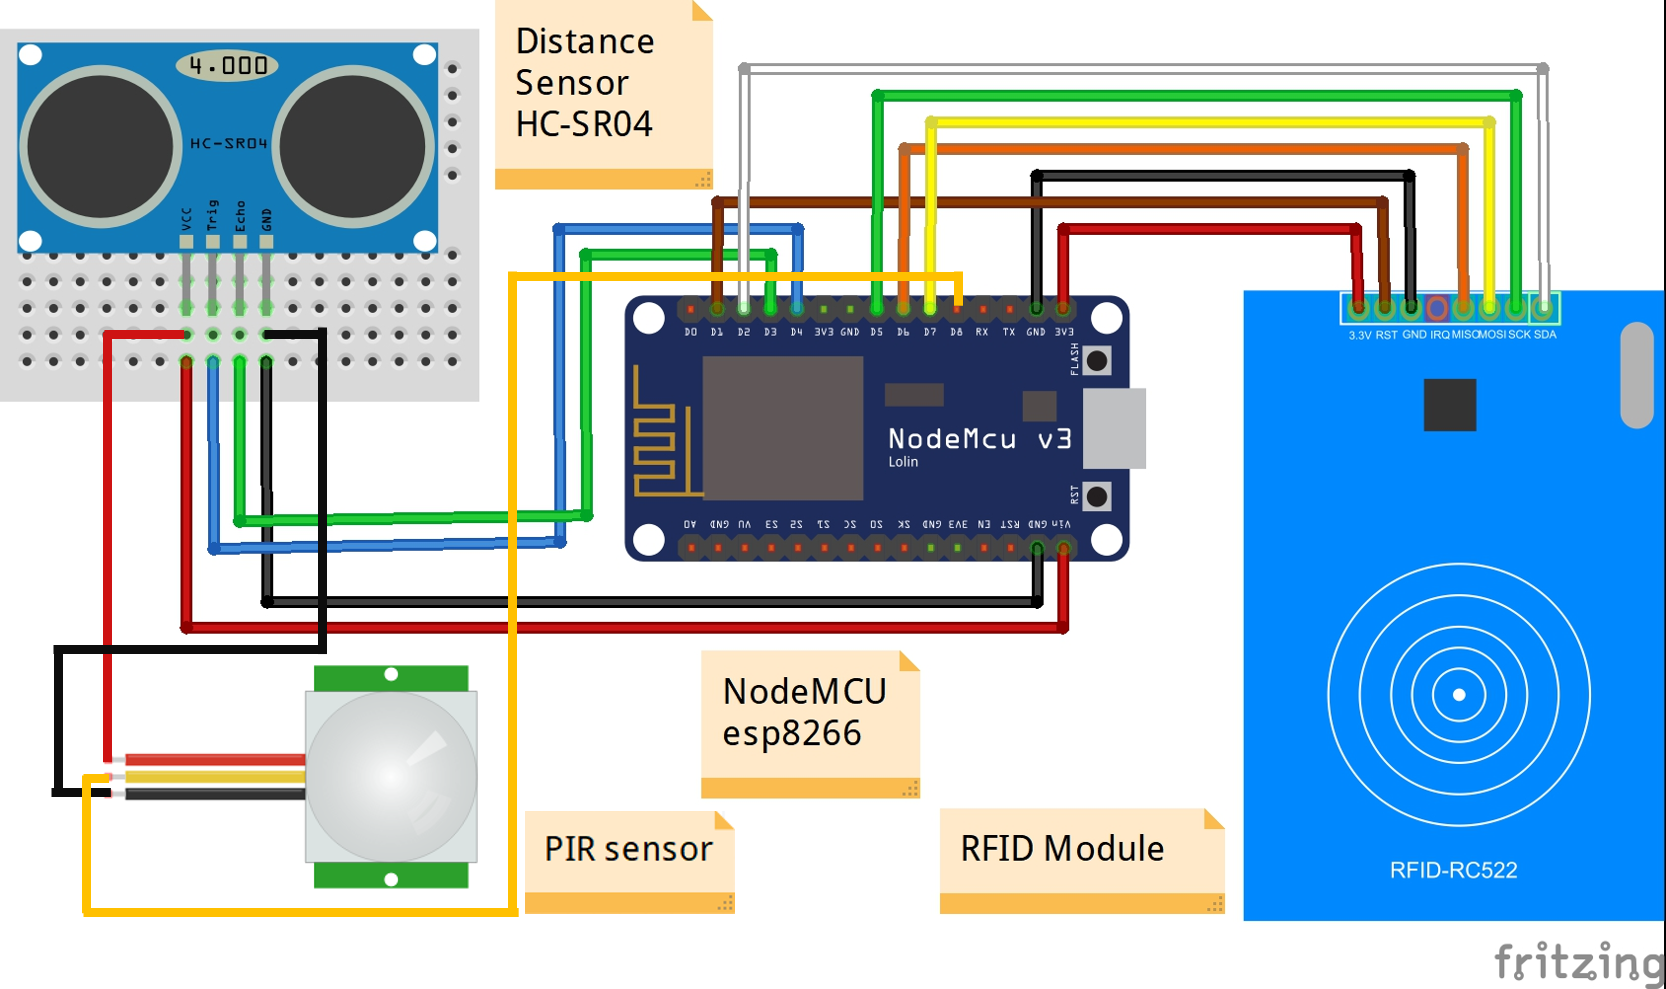 Distance
Sensor
HC-SR04
4.000
HC-SR04
VCC
Trig
Echo
GND
D0 D1 D2 D3 D4 3V3 GND D5 D6 D7 D8 RX TX GND 3V3
3.3V RST GND IRQ MISO MOSI SCK SDA
FLASH
NodeMcu v3
Lolin
RST
A0 GND VU S3 S2 S1 SC S0 SK GND 3V3 EN RST GND Vin
NodeMCU
esp8266
PIR sensor
RFID Module
RFID-RC522
fritzing